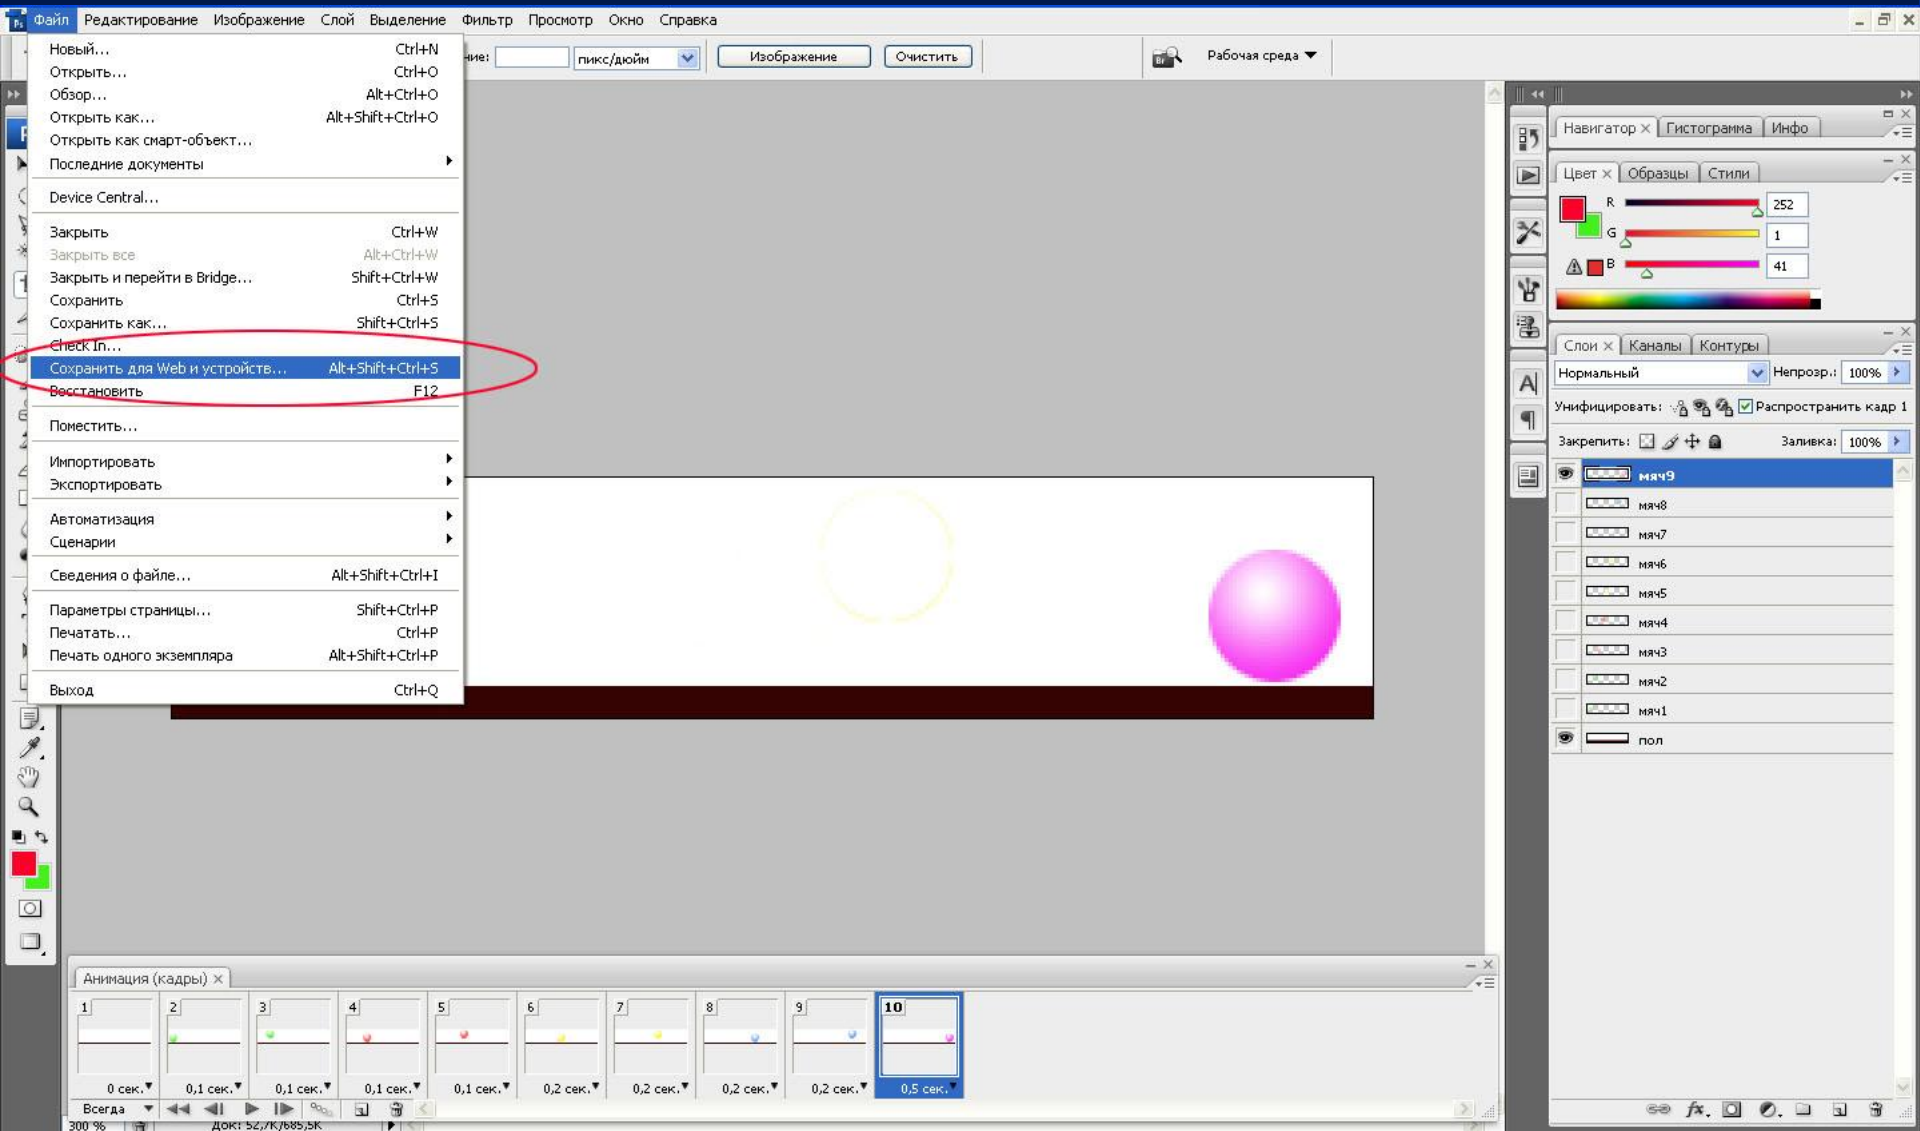 Файл Редактирование Изображение Слой Выделение Фильтр Просмотр Окно Справка
Новый... Ctrl+N
Открыть... Ctrl+O
Обзор... Alt+Ctrl+O
Открыть как... Alt+Shift+Ctrl+O
Открыть как смарт-объект...
Последние документы
Device Central...
Закрыть Ctrl+W
Закрыть все Alt+Ctrl+W
Закрыть и перейти в Bridge... Shift+Ctrl+W
Сохранить Ctrl+S
Сохранить как... Shift+Ctrl+S
Check In...
Сохранить для Web и устройств... Alt+Shift+Ctrl+S
Восстановить F12
Поместить...
Импортировать
Экспортировать
Автоматизация
Сценарии
Сведения о файле... Alt+Shift+Ctrl+I
Параметры страницы... Shift+Ctrl+P
Печатать... Ctrl+P
Печать одного экземпляра Alt+Shift+Ctrl+P
Выход Ctrl+Q
ние: пикс/дюйм Изображение Очистить Рабочая среда
Навигатор Гистограмма Инфо
Цвет Образцы Стили
R 252
G 1
B 41
Слои Каналы Контуры
Нормальный Непрозр.: 100%
Унифицировать: Распространить кадр 1
Закрепить: Заливка: 100%
мяч9
мяч8
мяч7
мяч6
мяч5
мяч4
мяч3
мяч2
мяч1
пол
Анимация (кадры)
1 2 3 4 5 6 7 8 9 10
0 сек. 0,1 сек. 0,1 сек. 0,1 сек. 0,1 сек. 0,2 сек. 0,2 сек. 0,2 сек. 0,2 сек. 0,5 сек.
Всегда
300 % Док: 52,7K/685,5K